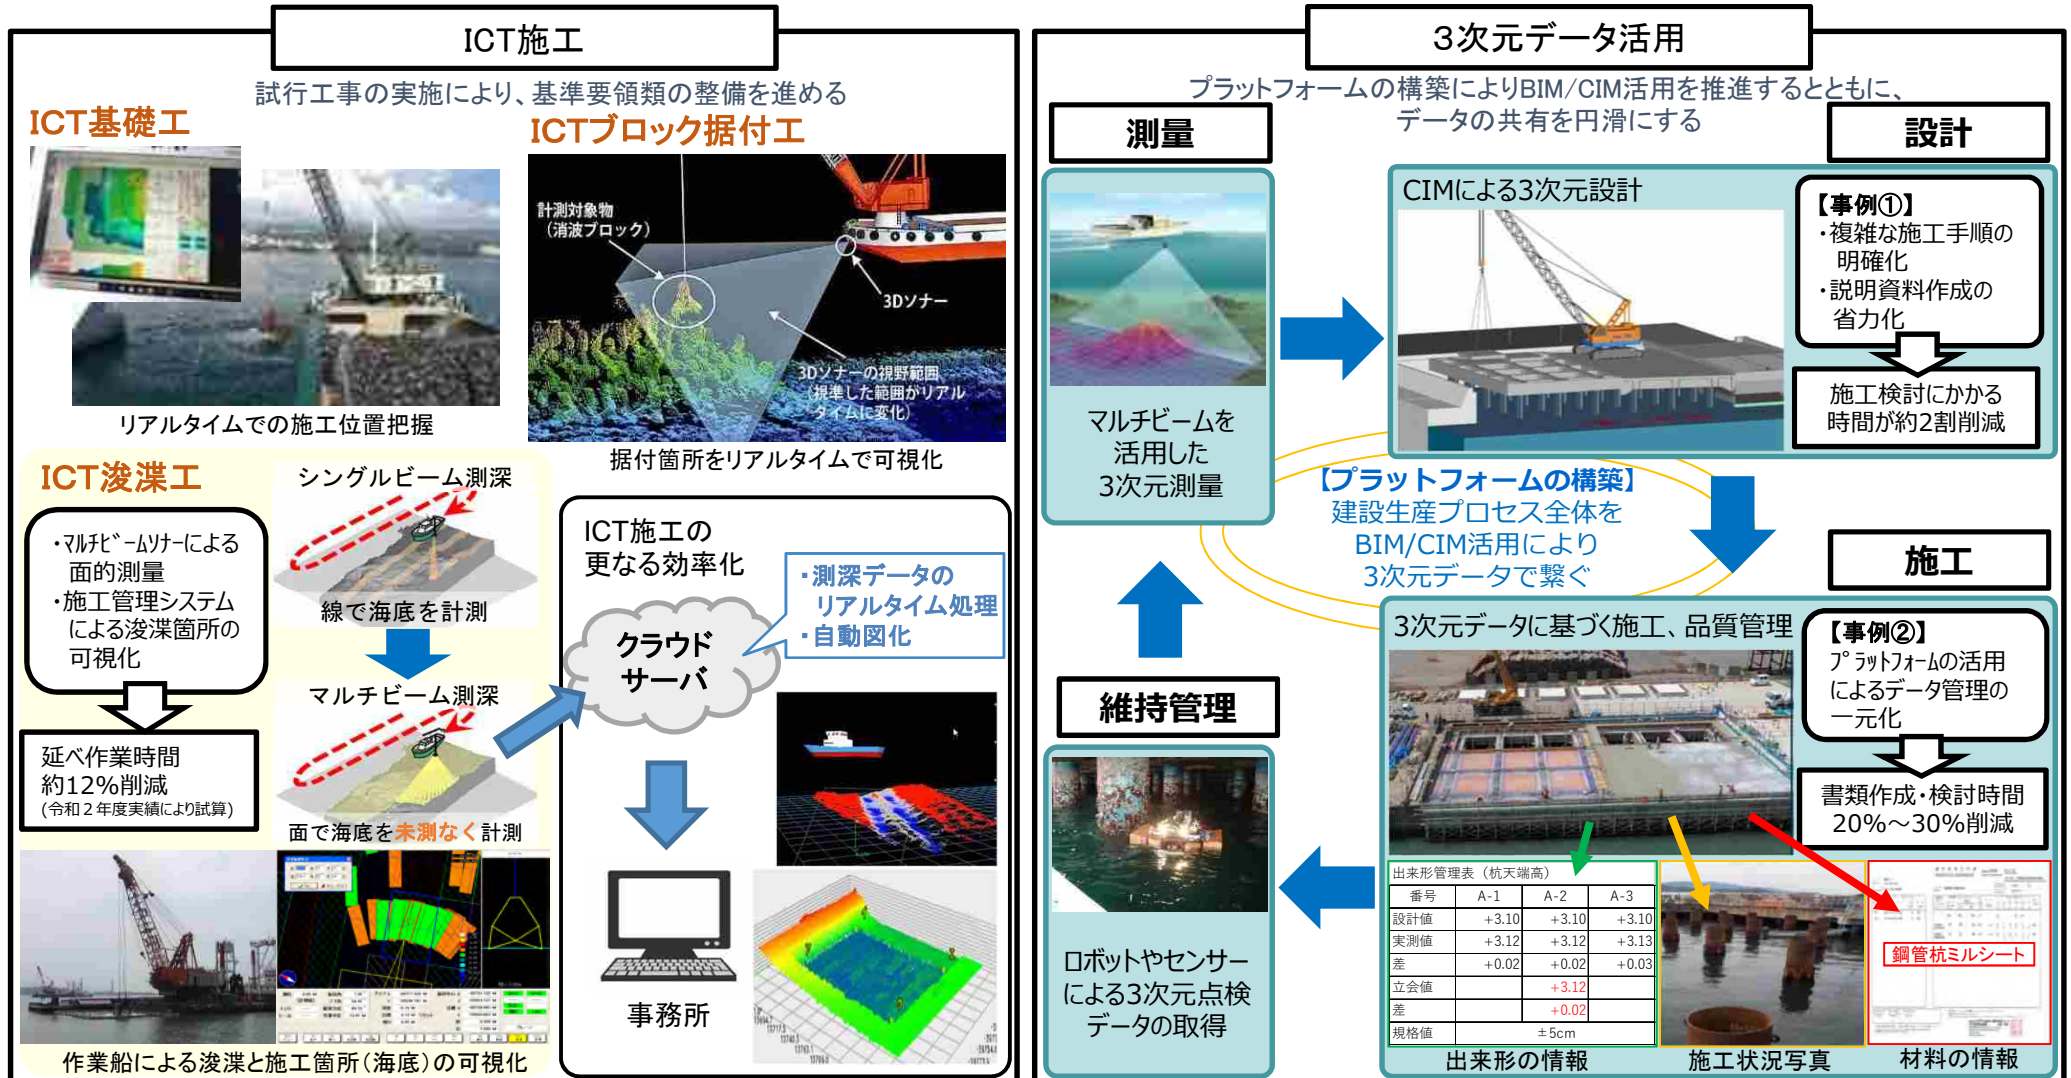 ICT施工
試行工事の実施により、基準要領類の整備を進める
ICT基礎工
リアルタイムでの施工位置把握
ICTブロック据付工
計測対象物
(消波ブロック)
3Dソナー
3Dソナーの視野範囲
(視準した範囲がリアル
タイムに変化)
据付箇所をリアルタイムで可視化
ICT浚渫工
・マルチビームソナーによる
面的測量
・施工管理システム
による浚渫箇所の
可視化
延べ作業時間
約12%削減
(令和2年度実績により試算)
シングルビーム測深
線で海底を計測
マルチビーム測深
面で海底を未測なく計測
作業船による浚渫と施工箇所(海底)の可視化
ICT施工の
更なる効率化
・測深データの
リアルタイム処理
・自動図化
クラウド
サーバ
事務所
3次元データ活用
プラットフォームの構築によりBIM/CIM活用を推進するとともに、
データの共有を円滑にする
測量
マルチビームを
活用した
3次元測量
設計
CIMによる3次元設計
【事例①】
・複雑な施工手順の
明確化
・説明資料作成の
省力化
施工検討にかかる
時間が約2割削減
【プラットフォームの構築】
建設生産プロセス全体を
BIM/CIM活用により
3次元データで繋ぐ
施工
3次元データに基づく施工、品質管理
【事例②】
プラットフォームの活用
によるデータ管理の
一元化
書類作成・検討時間
20%～30%削減
出来形管理表（杭天端高）
番号 A-1 A-2 A-3
設計値 +3.10 +3.10 +3.10
実測値 +3.12 +3.12 +3.13
差 +0.02 +0.02 +0.03
立会値 +3.12
差 +0.02
規格値 ±5cm
出来形の情報
施工状況写真
鋼管杭ミルシート
材料の情報
維持管理
ロボットやセンサー
による3次元点検
データの取得